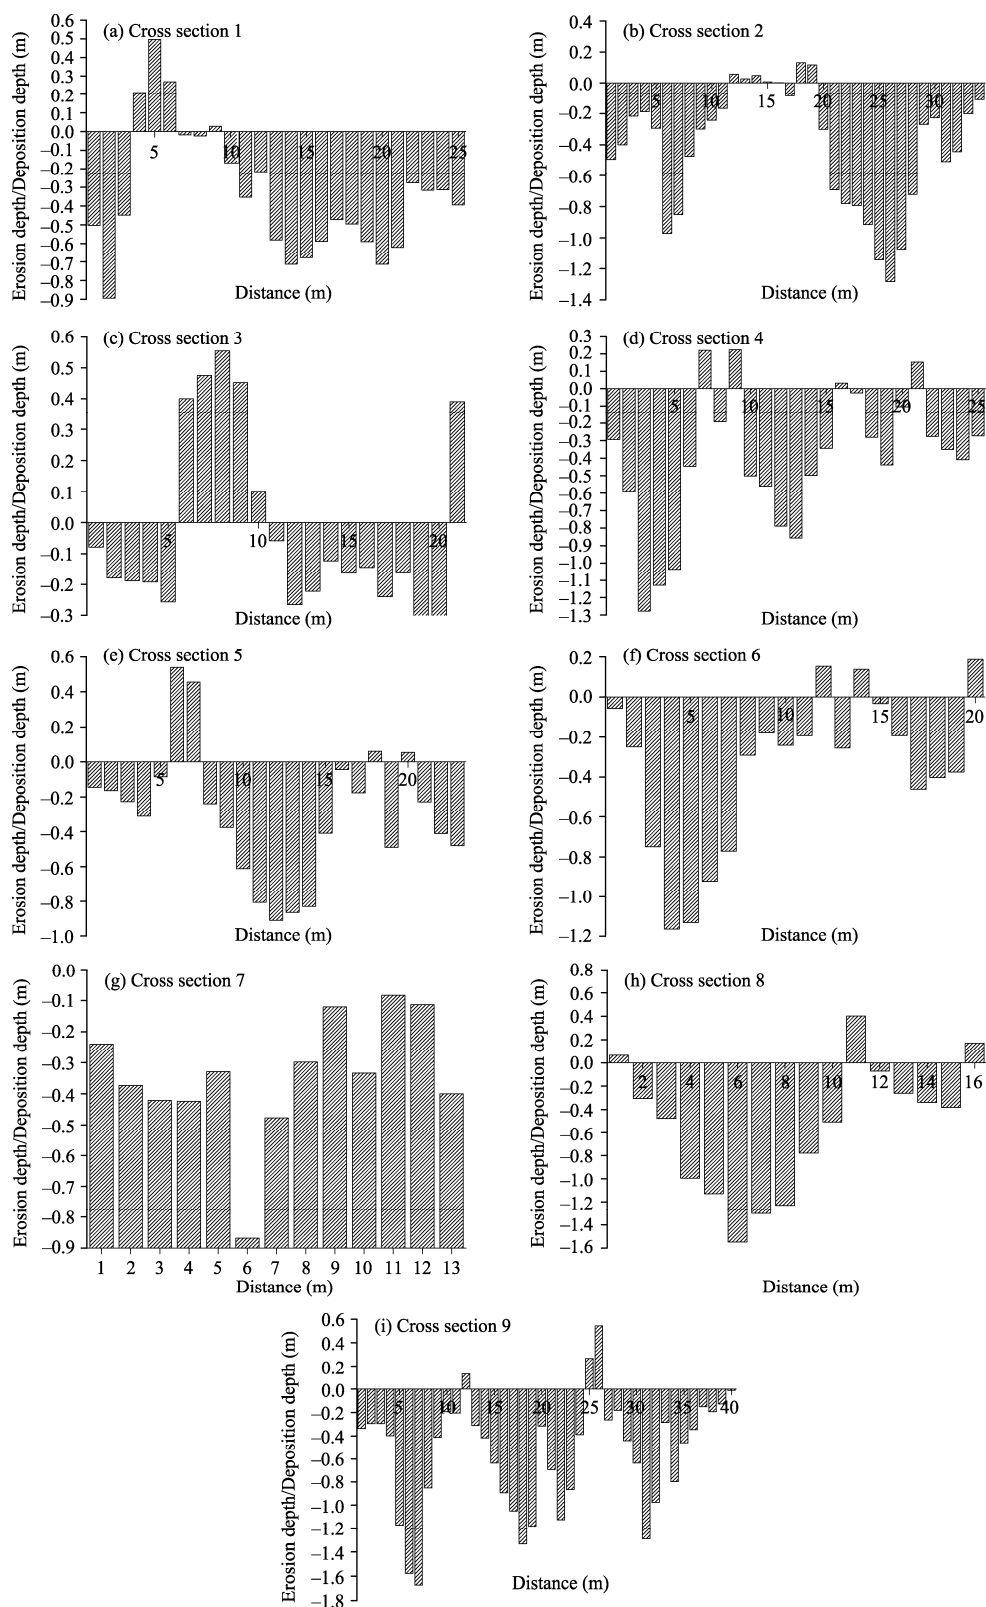 (a) Cross section 1
Erosion depth/Deposition depth (m)
0.6
0.5
0.4
0.3
0.2
0.1
0.0
–0.1
–0.2
–0.3
–0.4
–0.5
–0.6
–0.7
–0.8
–0.9
5 10 15 20 25
Distance (m)
(b) Cross section 2
Erosion depth/Deposition depth (m)
0.4
0.2
0.0
–0.2
–0.4
–0.6
–0.8
–1.0
–1.2
–1.4
5 10 15 20 25 30
Distance (m)
(c) Cross section 3
Erosion depth/Deposition depth (m)
0.6
0.5
0.4
0.3
0.2
0.1
0.0
–0.1
–0.2
–0.3
5 10 15 20
Distance (m)
(d) Cross section 4
Erosion depth/Deposition depth (m)
0.3
0.2
0.1
0.0
–0.1
–0.2
–0.3
–0.4
–0.5
–0.6
–0.7
–0.8
–0.9
–1.0
–1.1
–1.2
–1.3
5 10 15 20 25
Distance (m)
(e) Cross section 5
Erosion depth/Deposition depth (m)
0.6
0.4
0.2
0.0
–0.2
–0.4
–0.6
–0.8
–1.0
5 10 15 20
Distance (m)
(f) Cross section 6
Erosion depth/Deposition depth (m)
0.2
0.0
–0.2
–0.4
–0.6
–0.8
–1.0
–1.2
5 10 15 20
Distance (m)
(g) Cross section 7
Erosion depth/Deposition depth (m)
0.0
–0.1
–0.2
–0.3
–0.4
–0.5
–0.6
–0.7
–0.8
–0.9
1 2 3 4 5 6 7 8 9 10 11 12 13
Distance (m)
(h) Cross section 8
Erosion depth/Deposition depth (m)
0.8
0.6
0.4
0.2
0.0
–0.2
–0.4
–0.6
–0.8
–1.0
–1.2
–1.4
–1.6
2 4 6 8 10 12 14 16
Distance (m)
(i) Cross section 9
Erosion depth/Deposition depth (m)
0.6
0.4
0.2
0.0
–0.2
–0.4
–0.6
–0.8
–1.0
–1.2
–1.4
–1.6
–1.8
5 10 15 20 25 30 35 40
Distance (m)